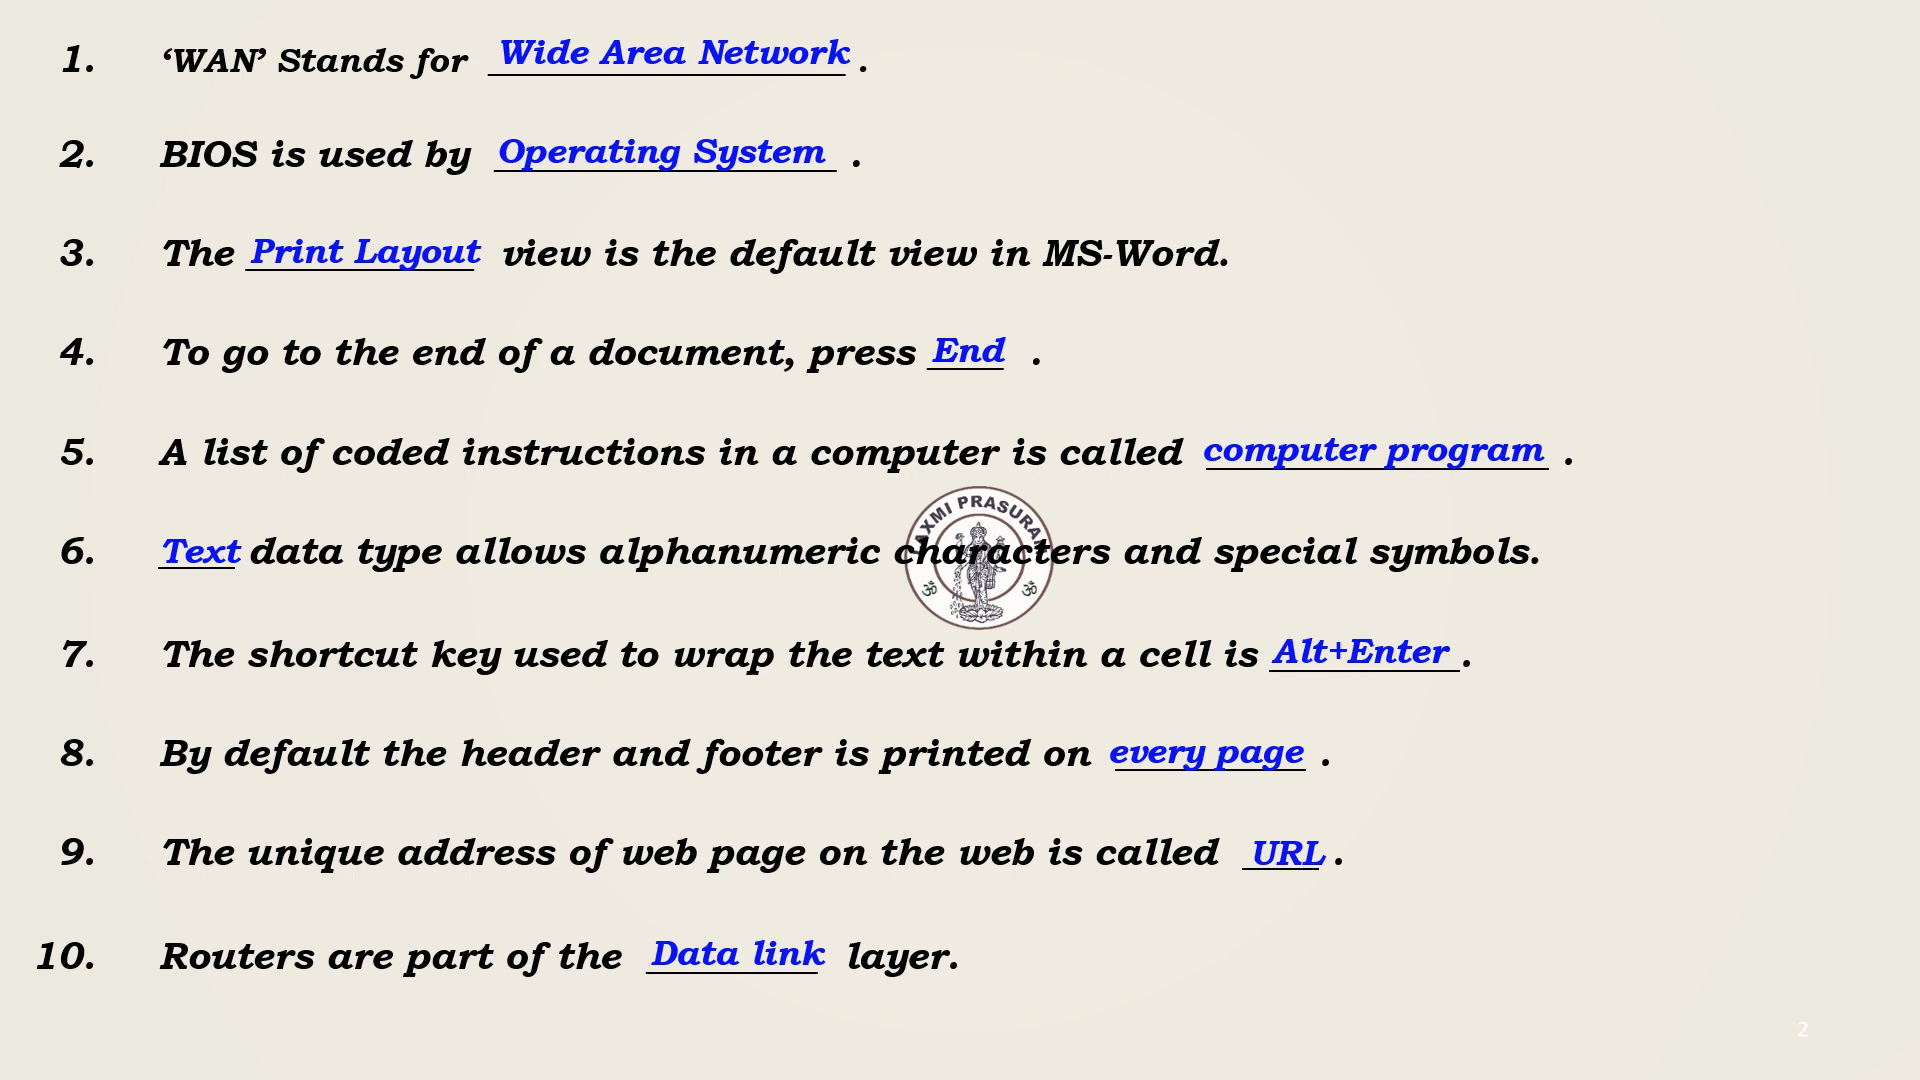 1. ‘WAN’ Stands for Wide Area Network .
2. BIOS is used by Operating System .
3. The Print Layout view is the default view in MS-Word.
4. To go to the end of a document, press End .
5. A list of coded instructions in a computer is called computer program .
6. Text data type allows alphanumeric characters and special symbols.
AXMI PRASURAN
ॐ ॐ
7. The shortcut key used to wrap the text within a cell is Alt+Enter .
8. By default the header and footer is printed on every page .
9. The unique address of web page on the web is called URL .
10. Routers are part of the Data link layer.
2